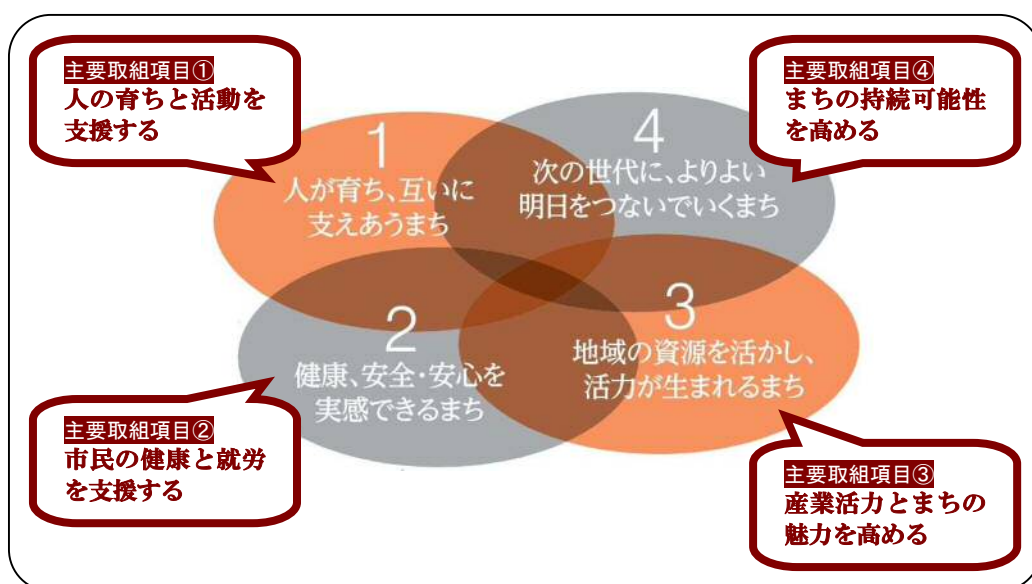 主要取組項目①
人の育ちと活動を
支援する
主要取組項目④
まちの持続可能性
を高める
1
人が育ち、互いに
支えあうまち
4
次の世代に、よりよい
明日をつないでいくまち
2
健康、安全・安心を
実感できるまち
3
地域の資源を活かし、
活力が生まれるまち
主要取組項目②
市民の健康と就労
を支援する
主要取組項目③
産業活力とまちの
魅力を高める